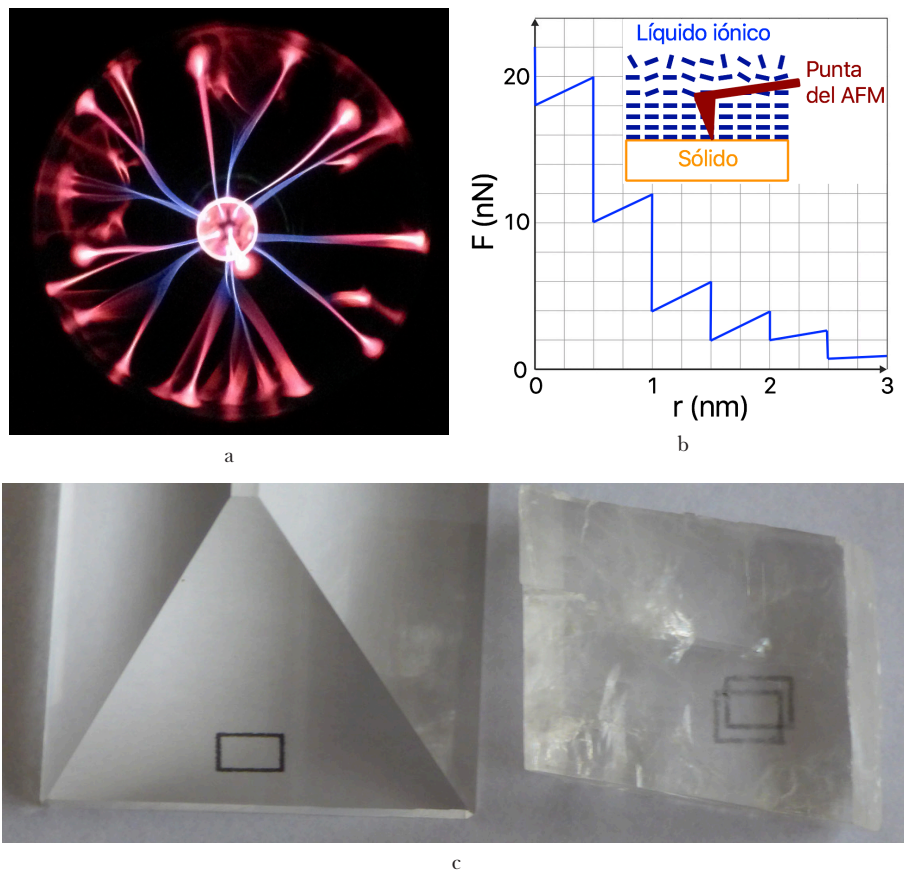 Líquido iónico
Punta
del AFM
Sólido
20
10
0
F (nN)
0 1 2 3
r (nm)
a
b
c